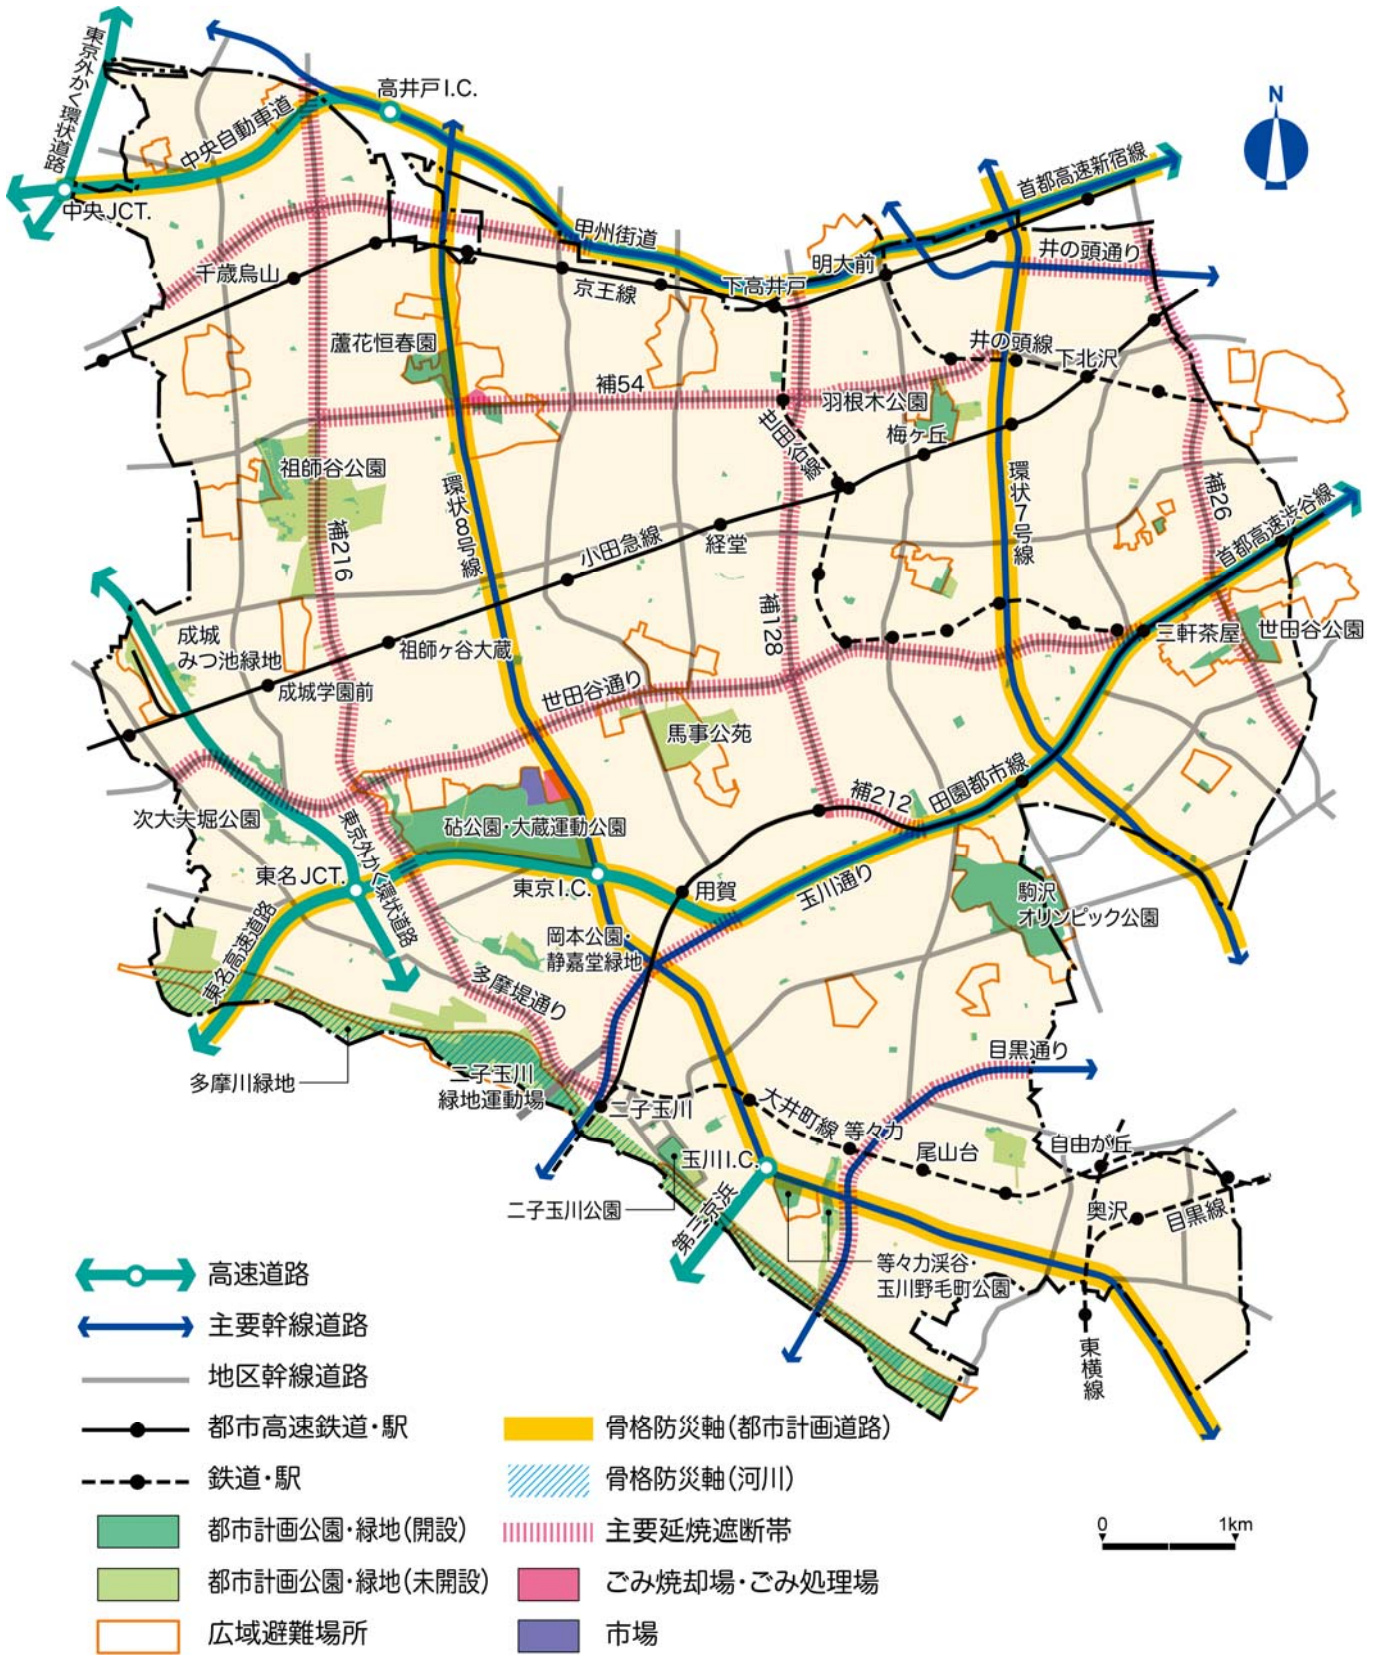 東京外かく環状道路
高井戸I.C.
中央自動車道
中央JCT.
N
首都高速新宿線
井の頭通り
甲州街道
明大前
千歳烏山
京王線
下高井戸
蘆花恒春園
井の頭線
下北沢
補54
羽根木公園
梅ヶ丘
世田谷線
祖師谷公園
環状8号線
環状7号線
補26
首都高速渋谷線
補216
小田急線
経堂
補128
成城
みつ池緑地
祖師ヶ谷大蔵
三軒茶屋
世田谷公園
成城学園前
世田谷通り
馬事公苑
次大夫堀公園
東京外かく環状道路
砧公園・大蔵運動公園
補212
田園都市線
東名JCT.
東京I.C.
用賀
玉川通り
駒沢
オリンピック公園
東名高速道路
岡本公園・
静嘉堂緑地
多摩堤通り
多摩川緑地
二子玉川
緑地運動場
二子玉川
目黒通り
大井町線
等々力
尾山台
自由が丘
玉川I.C.
二子玉川公園
第三京浜
奥沢
目黒線
等々力渓谷・
玉川野毛町公園
東横線
高速道路
主要幹線道路
地区幹線道路
都市高速鉄道・駅
鉄道・駅
都市計画公園・緑地(開設)
都市計画公園・緑地(未開設)
広域避難場所
骨格防災軸(都市計画道路)
骨格防災軸(河川)
主要延焼遮断帯
ごみ焼却場・ごみ処理場
市場
0 1km